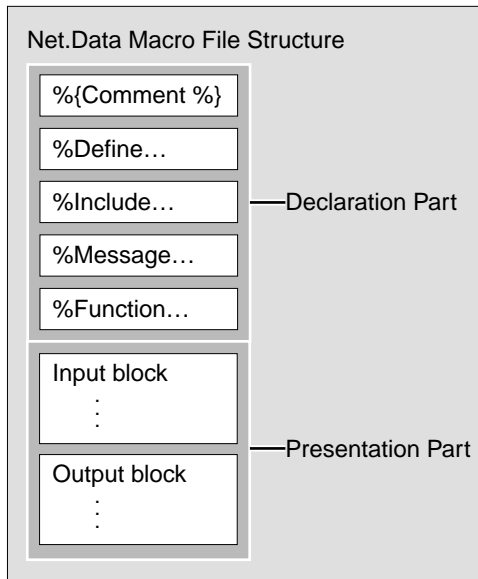 Net.Data Macro File Structure
%{Comment %}
%Define…
%Include…
Declaration Part
%Message…
%Function…
Input block
.
.
.
Presentation Part
Output block
.
.
.